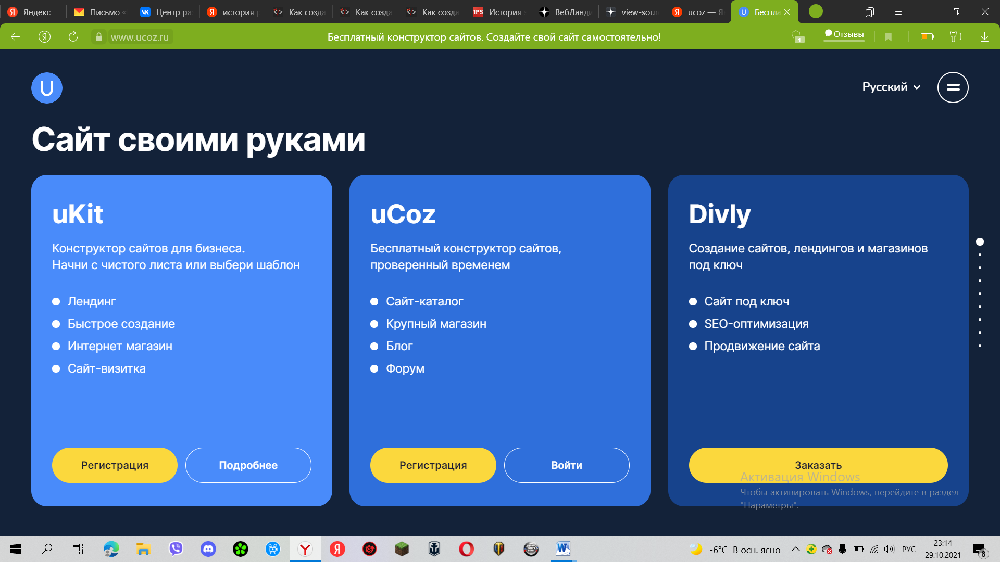 Яндекс
Письмо «
Центр ра
история р
Как созда
Как созда
Как созда
1PS История з
ВебЛанди
view-sour
ucoz — Я
Беспла
www.ucoz.ru
Бесплатный конструктор сайтов. Создайте свой сайт самостоятельно!
1
Отзывы
U
Русский
Сайт своими руками
uKit
Конструктор сайтов для бизнеса.
Начни с чистого листа или выбери шаблон
Лендинг
Быстрое создание
Интернет магазин
Сайт-визитка
Регистрация
Подробнее
uCoz
Бесплатный конструктор сайтов,
проверенный временем
Сайт-каталог
Крупный магазин
Блог
Форум
Регистрация
Войти
Divly
Создание сайтов, лендингов и магазинов
под ключ
Сайт под ключ
SEO-оптимизация
Продвижение сайта
Заказать
Активация Windows
Чтобы активировать Windows, перейдите в раздел
"Параметры".
-6°C В осн. ясно
РУС
23:14
29.10.2021
8